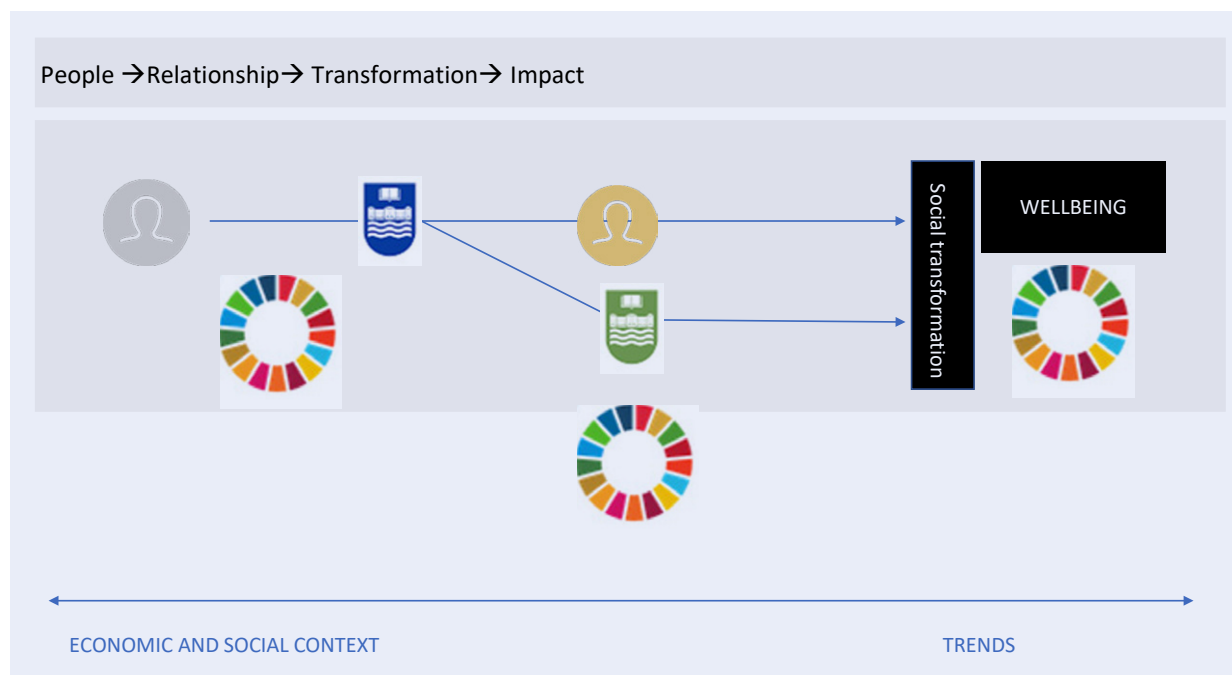 People →Relationship→ Transformation→ Impact
Social transformation
WELLBEING
ECONOMIC AND SOCIAL CONTEXT
TRENDS